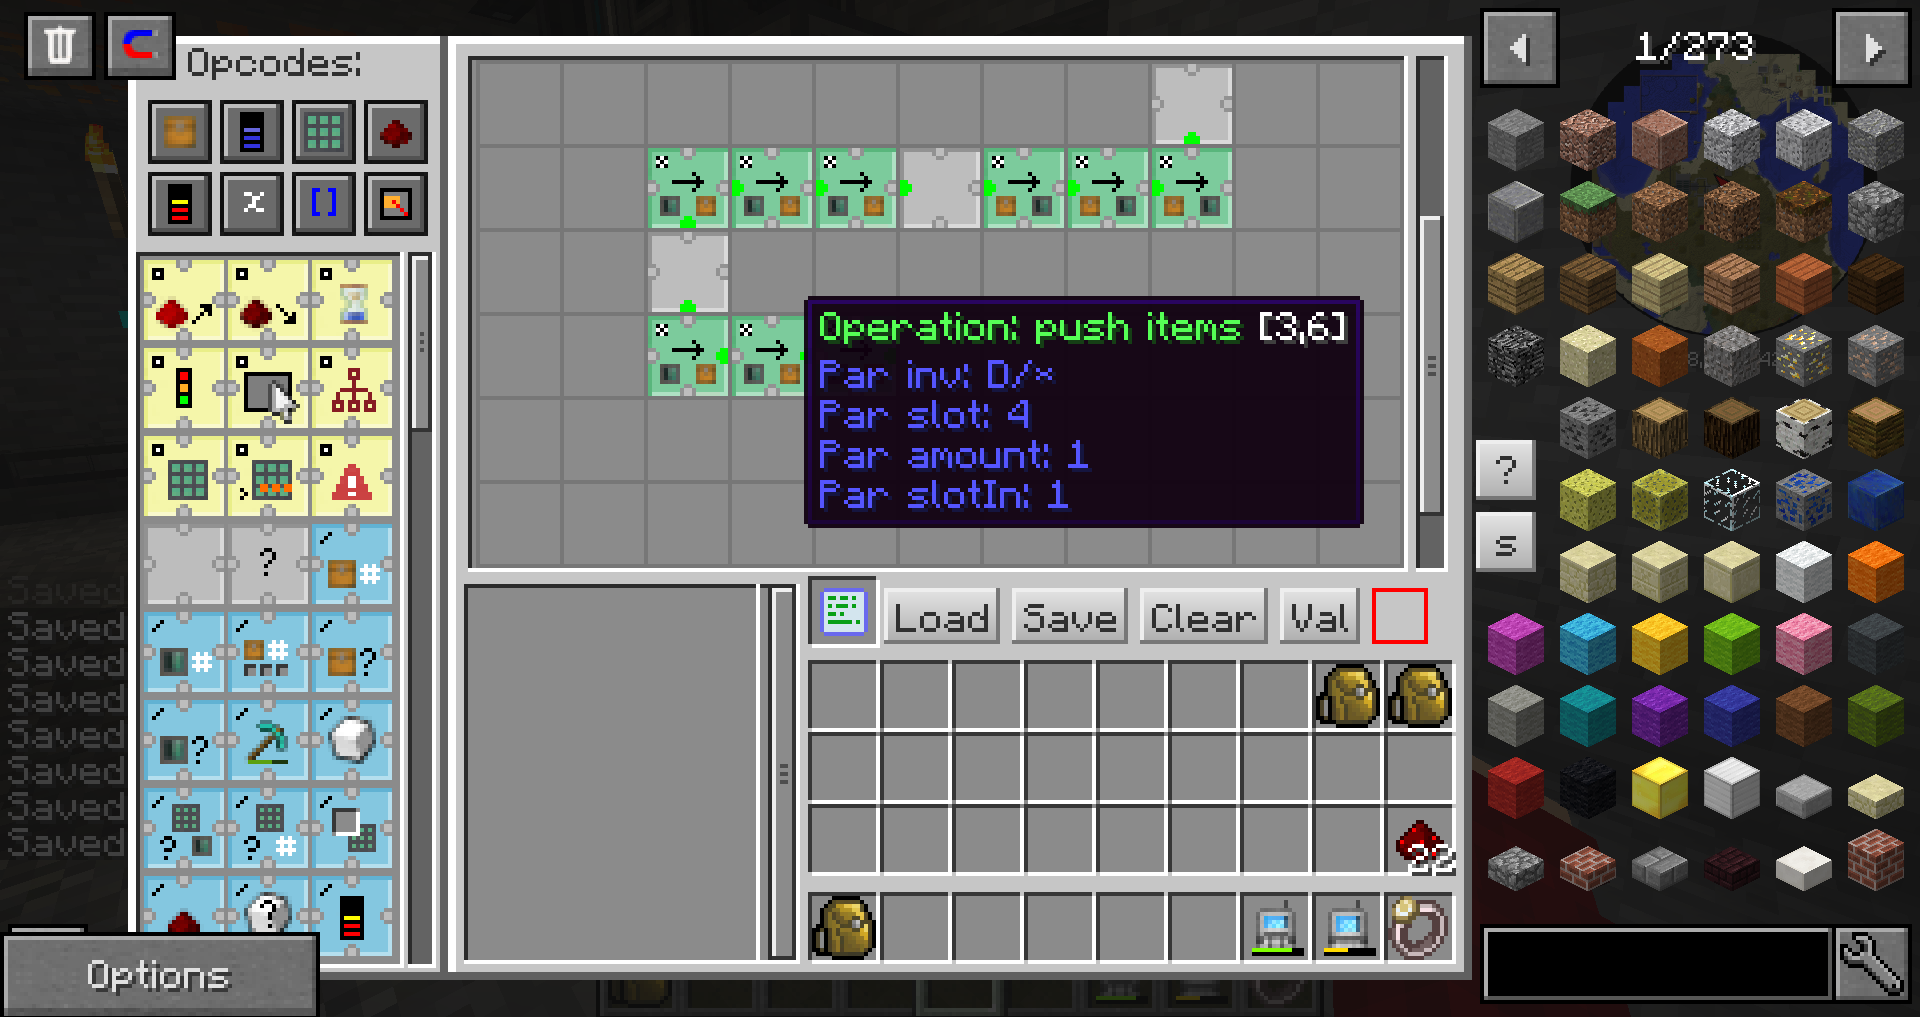 Opcodes:
1/273
Operation: push items [3,6]
Par inv: D/×
Par slot: 4
Par amount: 1
Par slotIn: 1
?
s
Load
Save
Clear
Val
Saved
Saved
Saved
Saved
Saved
Saved
Saved
Saved
22
Options